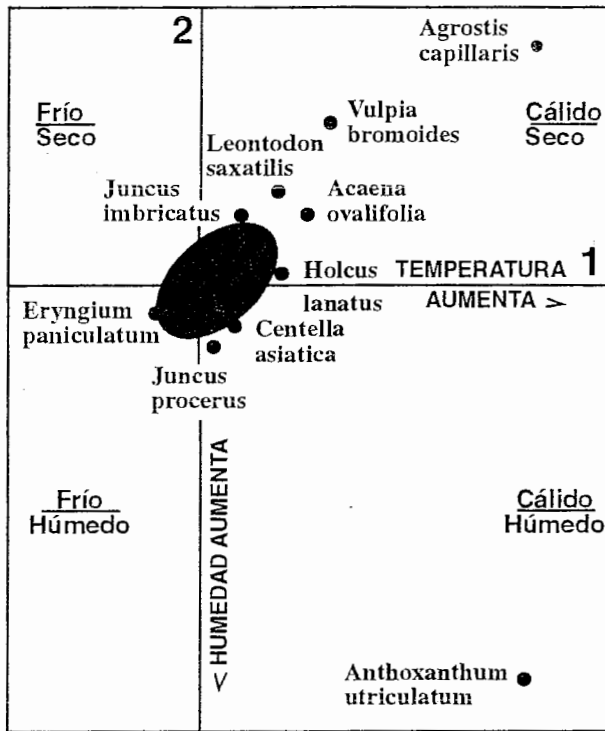 2
Agrostis
capillaris
Frío
Seco
Vulpia
bromoides
Cálido
Seco
Leontodon
saxatilis
Juncus
imbricatus
Acaena
ovalifolia
Holcus
lanatus
TEMPERATURA 1
AUMENTA >
Eryngium
paniculatum
Centella
asiatica
Juncus
procerus
Frío
Húmedo
< HUMEDAD AUMENTA
Cálido
Húmedo
Anthoxanthum
utriculatum